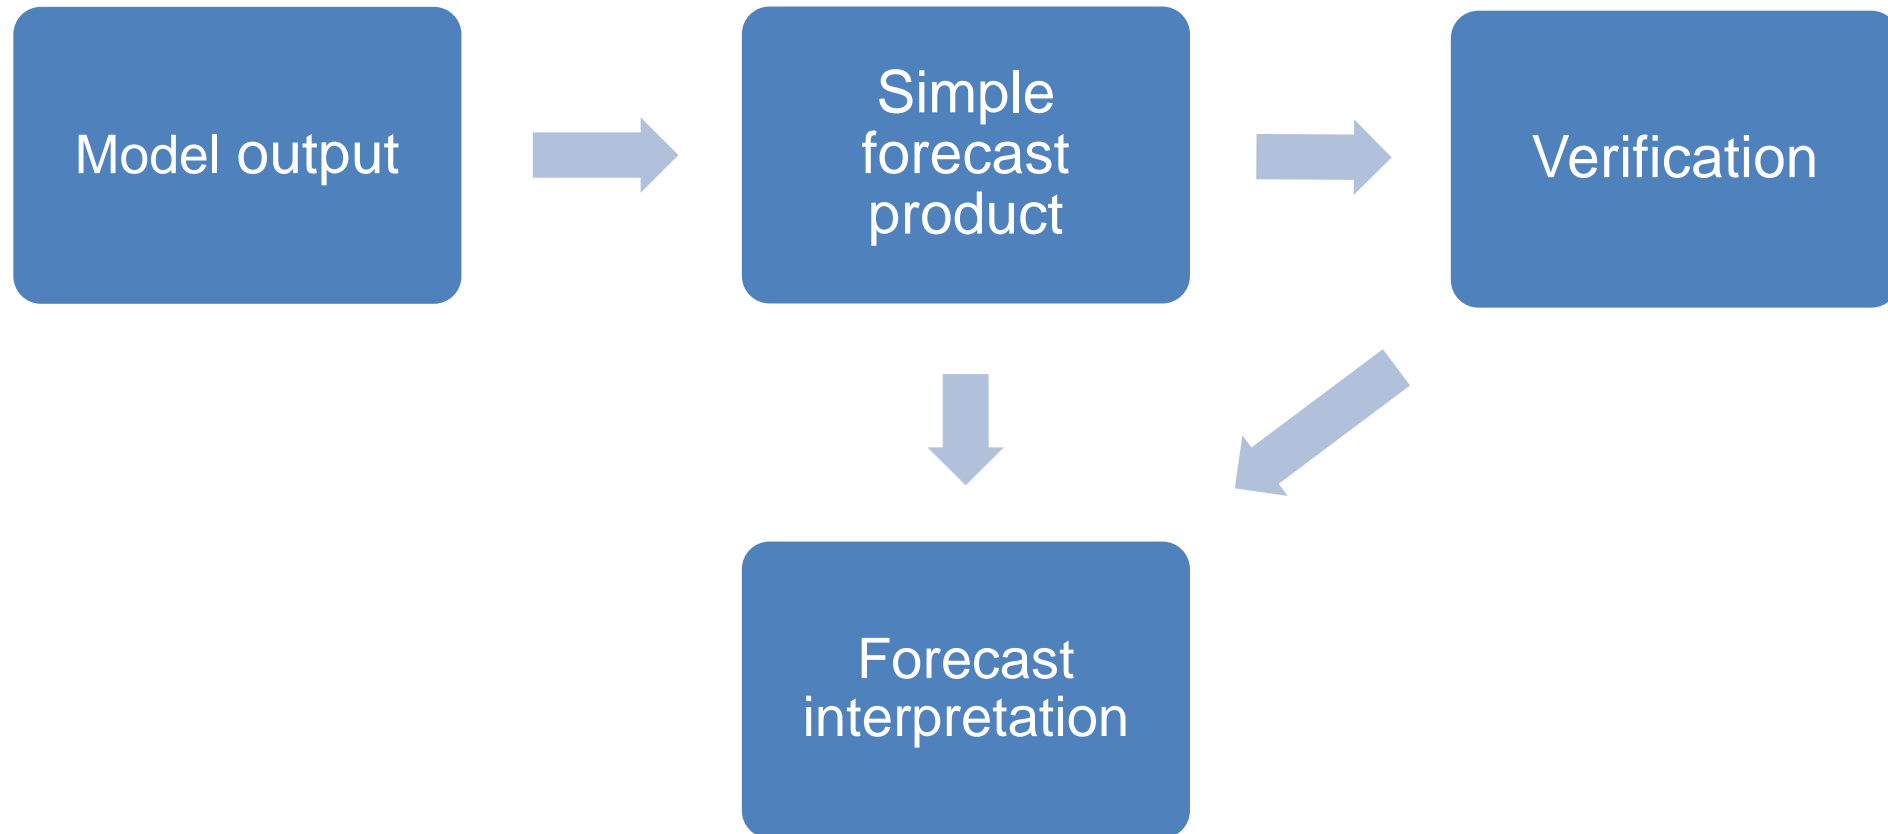 Model output
Simple
forecast
product
Verification
Forecast
interpretation